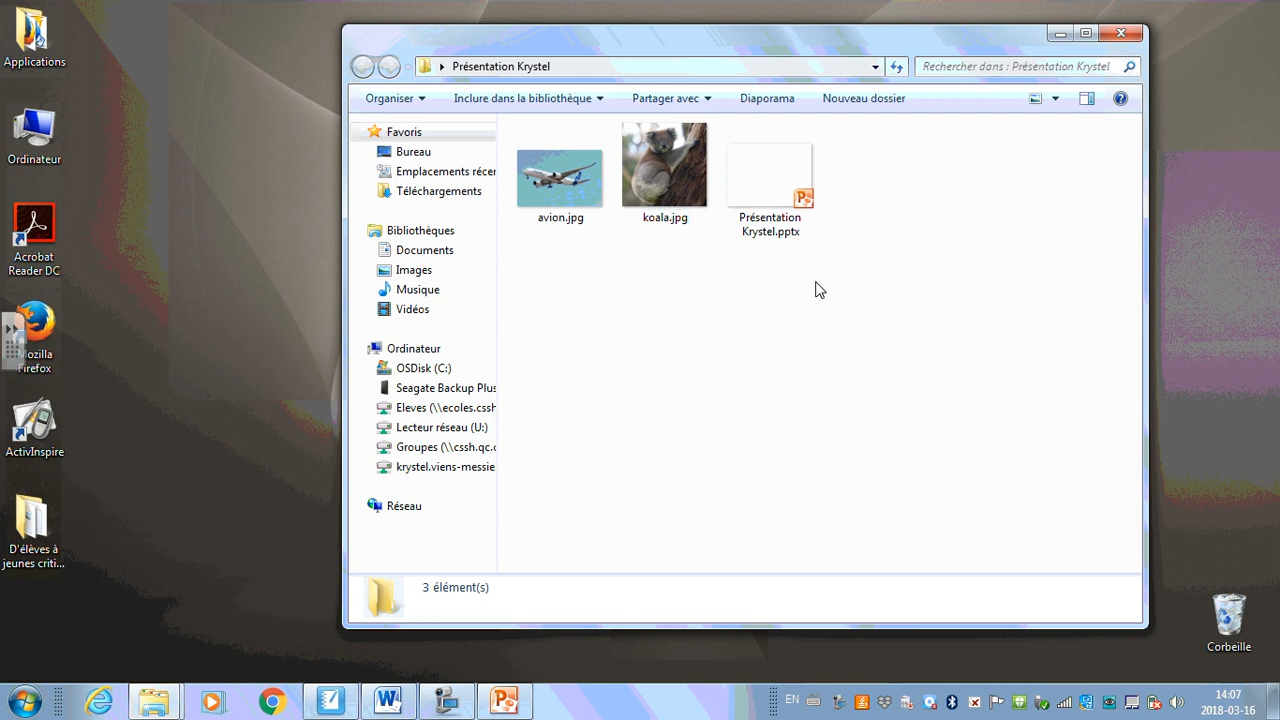 Applications
Ordinateur
Acrobat
Reader DC
Mozilla
Firefox
ActivInspire
D'élèves à
jeunes criti...
Présentation Krystel
Rechercher dans : Présentation Krystel
Organiser
Inclure dans la bibliothèque
Partager avec
Diaporama
Nouveau dossier
Favoris
Bureau
Emplacements récer
Téléchargements
Bibliothèques
Documents
Images
Musique
Vidéos
Ordinateur
OSDisk (C:)
Seagate Backup Plus
Eleves (\\ecoles.cssh
Lecteur réseau (U:)
Groupes (\\cssh.qc.c
krystel.viens-messie
Réseau
avion.jpg
koala.jpg
Présentation
Krystel.pptx
3 élément(s)
Corbeille
EN
14:07
2018-03-16